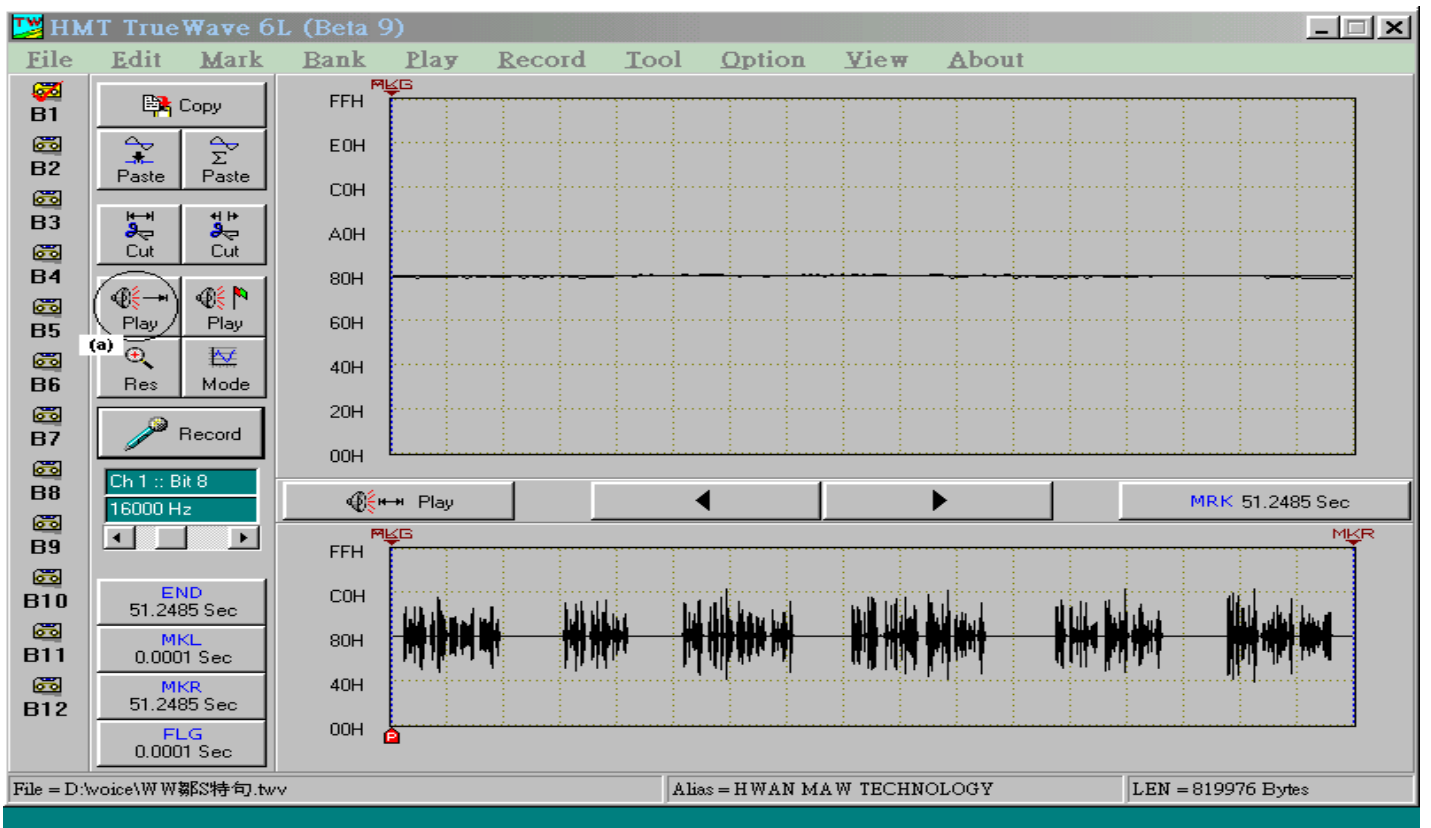 HMT TrueWave 6L (Beta 9)
File Edit Mark Bank Play Record Tool Option View About
B1
B2
B3
B4
B5
B6
B7
B8
B9
B10
B11
B12
Copy
Paste Paste
Cut Cut
Play Play
(a)
Res Mode
Record
Ch 1 :: Bit 8
16000 Hz
END
51.2485 Sec
MKL
0.0001 Sec
MKR
51.2485 Sec
FLG
0.0001 Sec
MKG
FFH
E0H
C0H
A0H
80H
60H
40H
20H
00H
Play MRK 51.2485 Sec
MKG MKR
FFH
C0H
80H
40H
00H
P
File = D:\voice\WW鄒S特句.twv Alias = HWAN MAW TECHNOLOGY LEN = 819976 Bytes